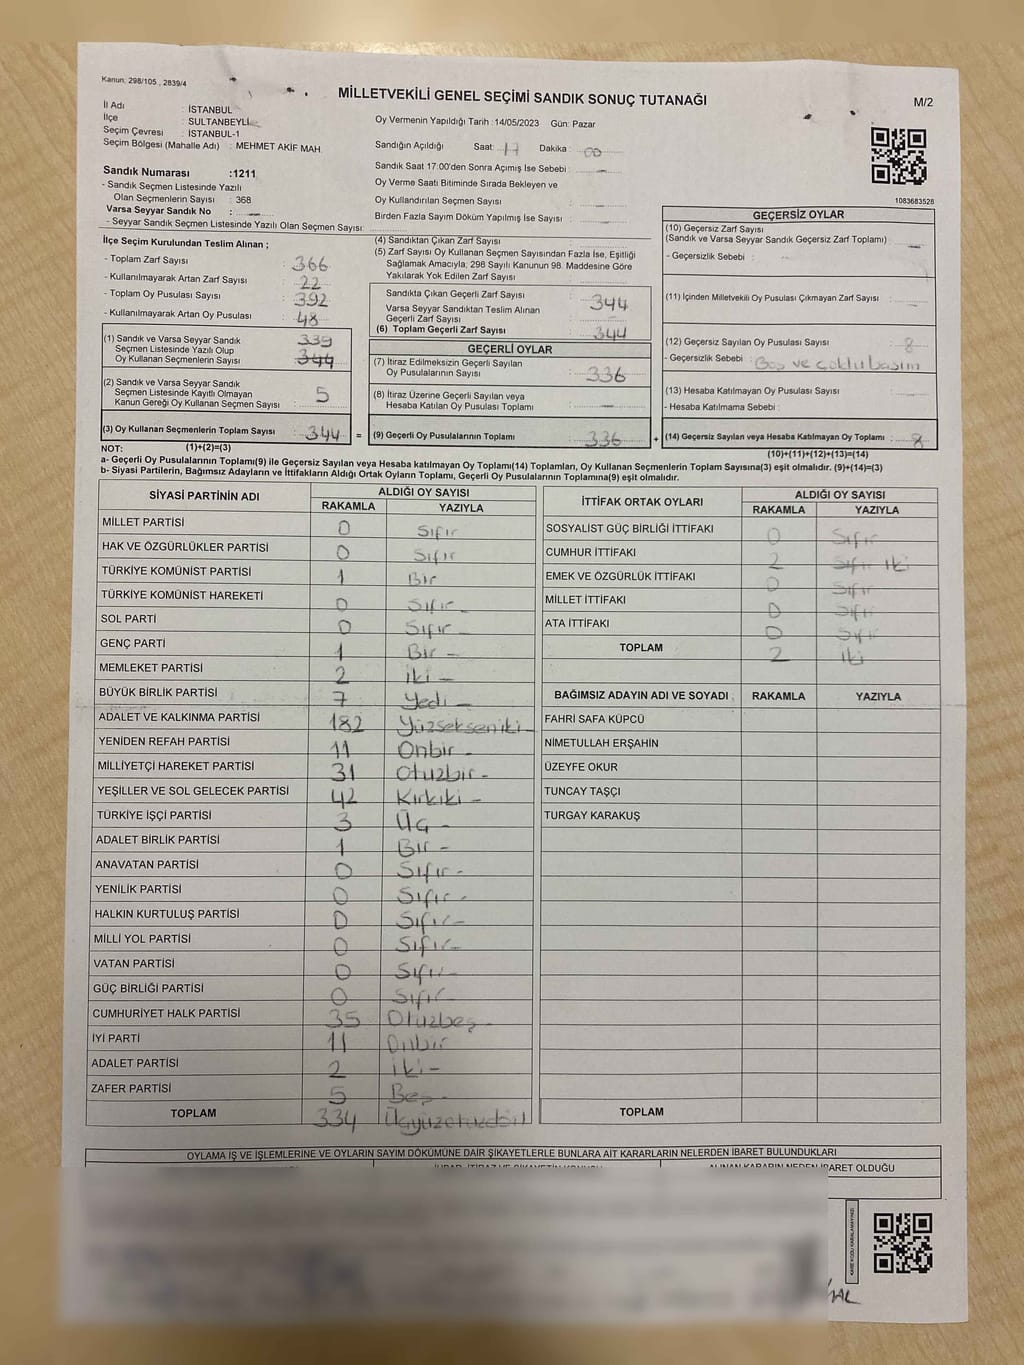 Kanun: 298/105 , 2839/4
MİLLETVEKİLİ GENEL SEÇİMİ SANDIK SONUÇ TUTANAĞI
M/2
İl Adı : İSTANBUL
İlçe : SULTANBEYLİ
Seçim Çevresi : İSTANBUL-1
Seçim Bölgesi (Mahalle Adı) : MEHMET AKİF MAH.
Sandık Numarası :1211
- Sandık Seçmen Listesinde Yazılı
Olan Seçmenlerin Sayısı : 368
Varsa Seyyar Sandık No : —
- Seyyar Sandık Seçmen Listesinde Yazılı Olan Seçmen Sayısı:
Oy Vermenin Yapıldığı Tarih :14/05/2023 Gün: Pazar
Sandığın Açıldığı Saat: 17 Dakika : 00
Sandık Saat 17:00'den Sonra Açımış İse Sebebi : —
Oy Verme Saati Bitiminde Sırada Bekleyen ve
Oy Kullandırılan Seçmen Sayısı : —
Birden Fazla Sayım Döküm Yapılmış İse Sayısı : —
1083683528
İlçe Seçim Kurulundan Teslim Alınan ;
- Toplam Zarf Sayısı : 366
- Kullanılmayarak Artan Zarf Sayısı : 22
- Toplam Oy Pusulası Sayısı : 392
- Kullanılmayarak Artan Oy Pusulası : 48
(1) Sandık ve Varsa Seyyar Sandık 339
Seçmen Listesinde Yazılı Olup
Oy Kullanan Seçmenlerin Sayısı : 344
(2) Sandık ve Varsa Seyyar Sandık
Seçmen Listesinde Kayıtlı Olmayan
Kanun Gereği Oy Kullanan Seçmen Sayısı : 5
(3) Oy Kullanan Seçmenlerin Toplam Sayısı : 344 =
(4) Sandıktan Çıkan Zarf Sayısı :
(5) Zarf Sayısı Oy Kullanan Seçmen Sayısından Fazla İse, Eşitliği
Sağlamak Amacıyla, 298 Sayılı Kanunun 98. Maddesine Göre
Yakılarak Yok Edilen Zarf Sayısı :
Sandıkta Çıkan Geçerli Zarf Sayısı : 344
Varsa Seyyar Sandıktan Teslim Alınan
Geçerli Zarf Sayısı :
(6) Toplam Geçerli Zarf Sayısı : 344
GEÇERLİ OYLAR
(7) İtiraz Edilmeksizin Geçerli Sayılan
Oy Pusulalarının Sayısı : 336
(8) İtiraz Üzerine Geçerli Sayılan veya
Hesaba Katılan Oy Pusulası Toplamı : —
(9) Geçerli Oy Pusulalarının Toplamı : 336 +
GEÇERSİZ OYLAR
(10) Geçersiz Zarf Sayısı
(Sandık ve Varsa Seyyar Sandık Geçersiz Zarf Toplamı) : —
- Geçersizlik Sebebi :
(11) İçinden Milletvekili Oy Pusulası Çıkmayan Zarf Sayısı : —
(12) Geçersiz Sayılan Oy Pusulası Sayısı : 8
- Geçersizlik Sebebi : Boş ve çoklu basım
(13) Hesaba Katılmayan Oy Pusulası Sayısı :
- Hesaba Katılmama Sebebi :
(14) Geçersiz Sayılan veya Hesaba Katılmayan Oy Toplamı : 8
NOT: (1)+(2)=(3)
(10)+(11)+(12)+(13)=(14)
a- Geçerli Oy Pusulalarının Toplamı(9) ile Geçersiz Sayılan veya Hesaba katılmayan Oy Toplamı(14) Toplamları, Oy Kullanan Seçmenlerin Toplam Sayısına(3) eşit olmalıdır. (9)+(14)=(3)
b- Siyasi Partilerin, Bağımsız Adayların ve İttifakların Aldığı Ortak Oyların Toplamı, Geçerli Oy Pusulalarının Toplamına(9) eşit olmalıdır.
SİYASİ PARTİNİN ADI ALDIĞI OY SAYISI
RAKAMLA YAZIYLA
MİLLET PARTİSİ 0 Sıfır
HAK VE ÖZGÜRLÜKLER PARTİSİ 0 Sıfır
TÜRKİYE KOMÜNİST PARTİSİ 1 Bir
TÜRKİYE KOMÜNİST HAREKETİ 0 Sıfır
SOL PARTİ 0 Sıfır
GENÇ PARTİ 1 Bir -
MEMLEKET PARTİSİ 2 iki -
BÜYÜK BİRLİK PARTİSİ 7 Yedi -
ADALET VE KALKINMA PARTİSİ 182 Yüzsekseniki
YENİDEN REFAH PARTİSİ 11 Onbir -
MİLLİYETÇİ HAREKET PARTİSİ 31 Otuzbir -
YEŞİLLER VE SOL GELECEK PARTİSİ 42 Kırkiki -
TÜRKİYE İŞÇİ PARTİSİ 3 Üç -
ADALET BİRLİK PARTİSİ 1 Bir -
ANAVATAN PARTİSİ 0 Sıfır -
YENİLİK PARTİSİ 0 Sıfır -
HALKIN KURTULUŞ PARTİSİ 0 Sıfır -
MİLLİ YOL PARTİSİ 0 Sıfır -
VATAN PARTİSİ 0 Sıfır -
GÜÇ BİRLİĞİ PARTİSİ 0 Sıfır
CUMHURİYET HALK PARTİSİ 35 Otuzbeş -
İYİ PARTİ 11 Onbir
ADALET PARTİSİ 2 iki -
ZAFER PARTİSİ 5 Beş -
TOPLAM 334
İTTİFAK ORTAK OYLARI ALDIĞI OY SAYISI
RAKAMLA YAZIYLA
SOSYALİST GÜÇ BİRLİĞİ İTTİFAKI 0 Sıfır
CUMHUR İTTİFAKI 2 Sıfır iki
EMEK VE ÖZGÜRLÜK İTTİFAKI 0 Sıfır
MİLLET İTTİFAKI 0 Sıfır
ATA İTTİFAKI 0 Sıfır
TOPLAM 2 iki
BAĞIMSIZ ADAYIN ADI VE SOYADI RAKAMLA YAZIYLA
FAHRİ SAFA KÜPCÜ
NİMETULLAH ERŞAHİN
ÜZEYFE OKUR
TUNCAY TAŞÇI
TURGAY KARAKUŞ
TOPLAM
OYLAMA İŞ VE İŞLEMLERINE VE OYLARIN SAYIM DÖKÜMÜNE DAİR ŞİKAYETLERLE BUNLARA AİT KARARLARIN NELERDEN İBARET BULUNDUKLARI
ALINAN KARARIN NEDEN İBARET OLDUĞU
KARE KODU KARALAMAYINIZ!